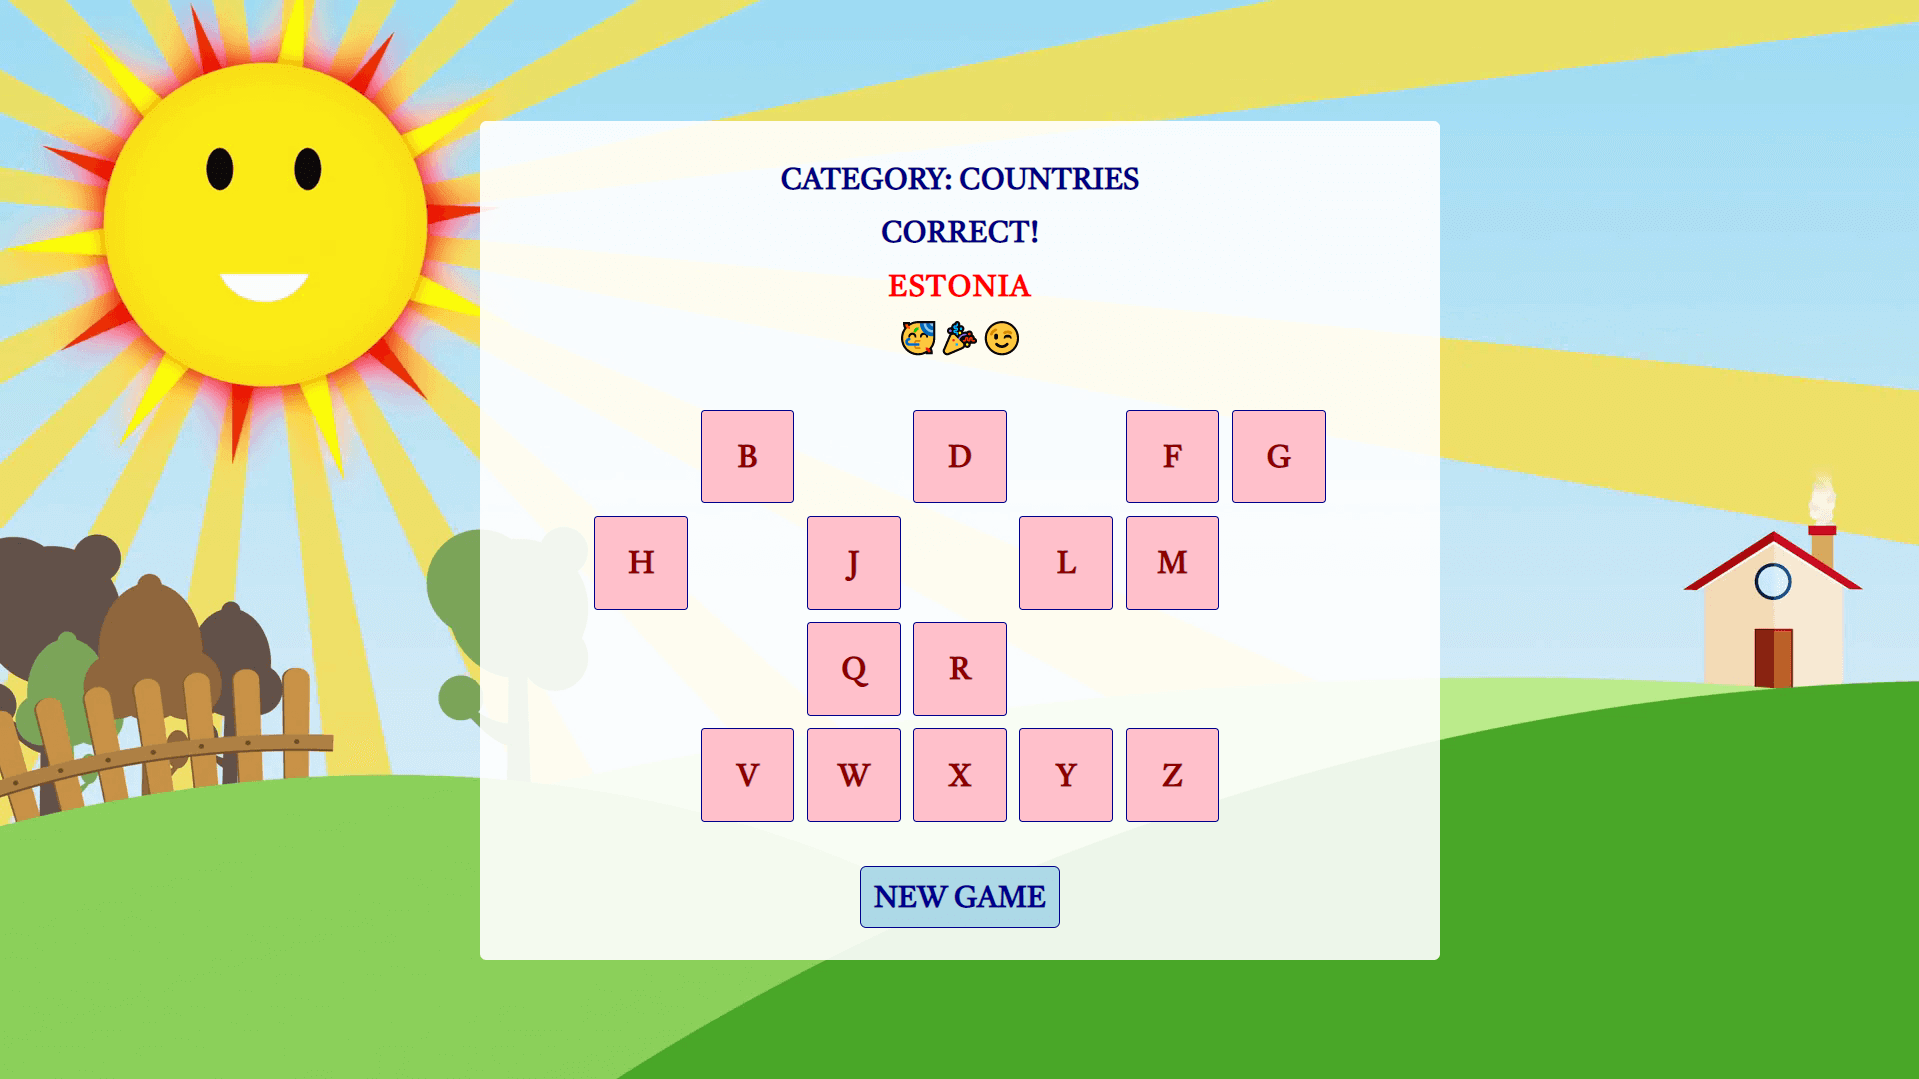 CATEGORY: COUNTRIES
CORRECT!
ESTONIA
B D F G
H J L M
Q R
V W X Y Z
NEW GAME